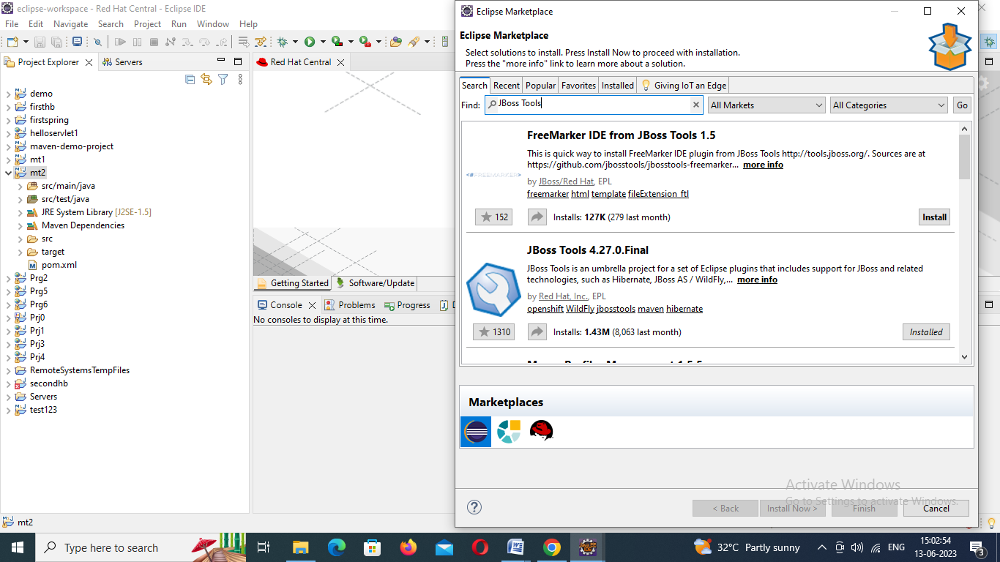 eclipse-workspace - Red Hat Central - Eclipse IDE
File Edit Navigate Search Project Run Window Help
Project Explorer
Servers
demo
firsthb
firstspring
helloservlet1
maven-demo-project
mt1
mt2
src/main/java
src/test/java
JRE System Library [J2SE-1.5]
Maven Dependencies
src
target
pom.xml
Prg2
Prg5
Prg6
Prj0
Prj1
Prj3
Prj4
RemoteSystemsTempFiles
secondhb
Servers
test123
Red Hat Central
Getting Started
Software/Update
Console
Problems
Progress
No consoles to display at this time.
Eclipse Marketplace
Eclipse Marketplace
Select solutions to install. Press Install Now to proceed with installation.
Press the "more info" link to learn more about a solution.
Search Recent Popular Favorites Installed Giving IoT an Edge
Find: JBoss Tools All Markets All Categories Go
FreeMarker IDE from JBoss Tools 1.5
This is quick way to install FreeMarker IDE plugin from JBoss Tools http://tools.jboss.org/. Sources are at
https://github.com/jbosstools/jbosstools-freemarker... more info
<#FREEMARKER>
by JBoss/Red Hat, EPL
freemarker html template fileExtension_ftl
152 Installs: 127K (279 last month) Install
JBoss Tools 4.27.0.Final
JBoss Tools is an umbrella project for a set of Eclipse plugins that includes support for JBoss and related
technologies, such as Hibernate, JBoss AS / WildFly,... more info
by Red Hat, Inc., EPL
openshift WildFly jbosstools maven hibernate
1310 Installs: 1.43M (8,063 last month) Installed
Marketplaces
Activate Windows
Go to Settings to activate Windows.
< Back Install Now > Finish Cancel
mt2
Type here to search
32°C Partly sunny
ENG
15:02:54
13-06-2023
3